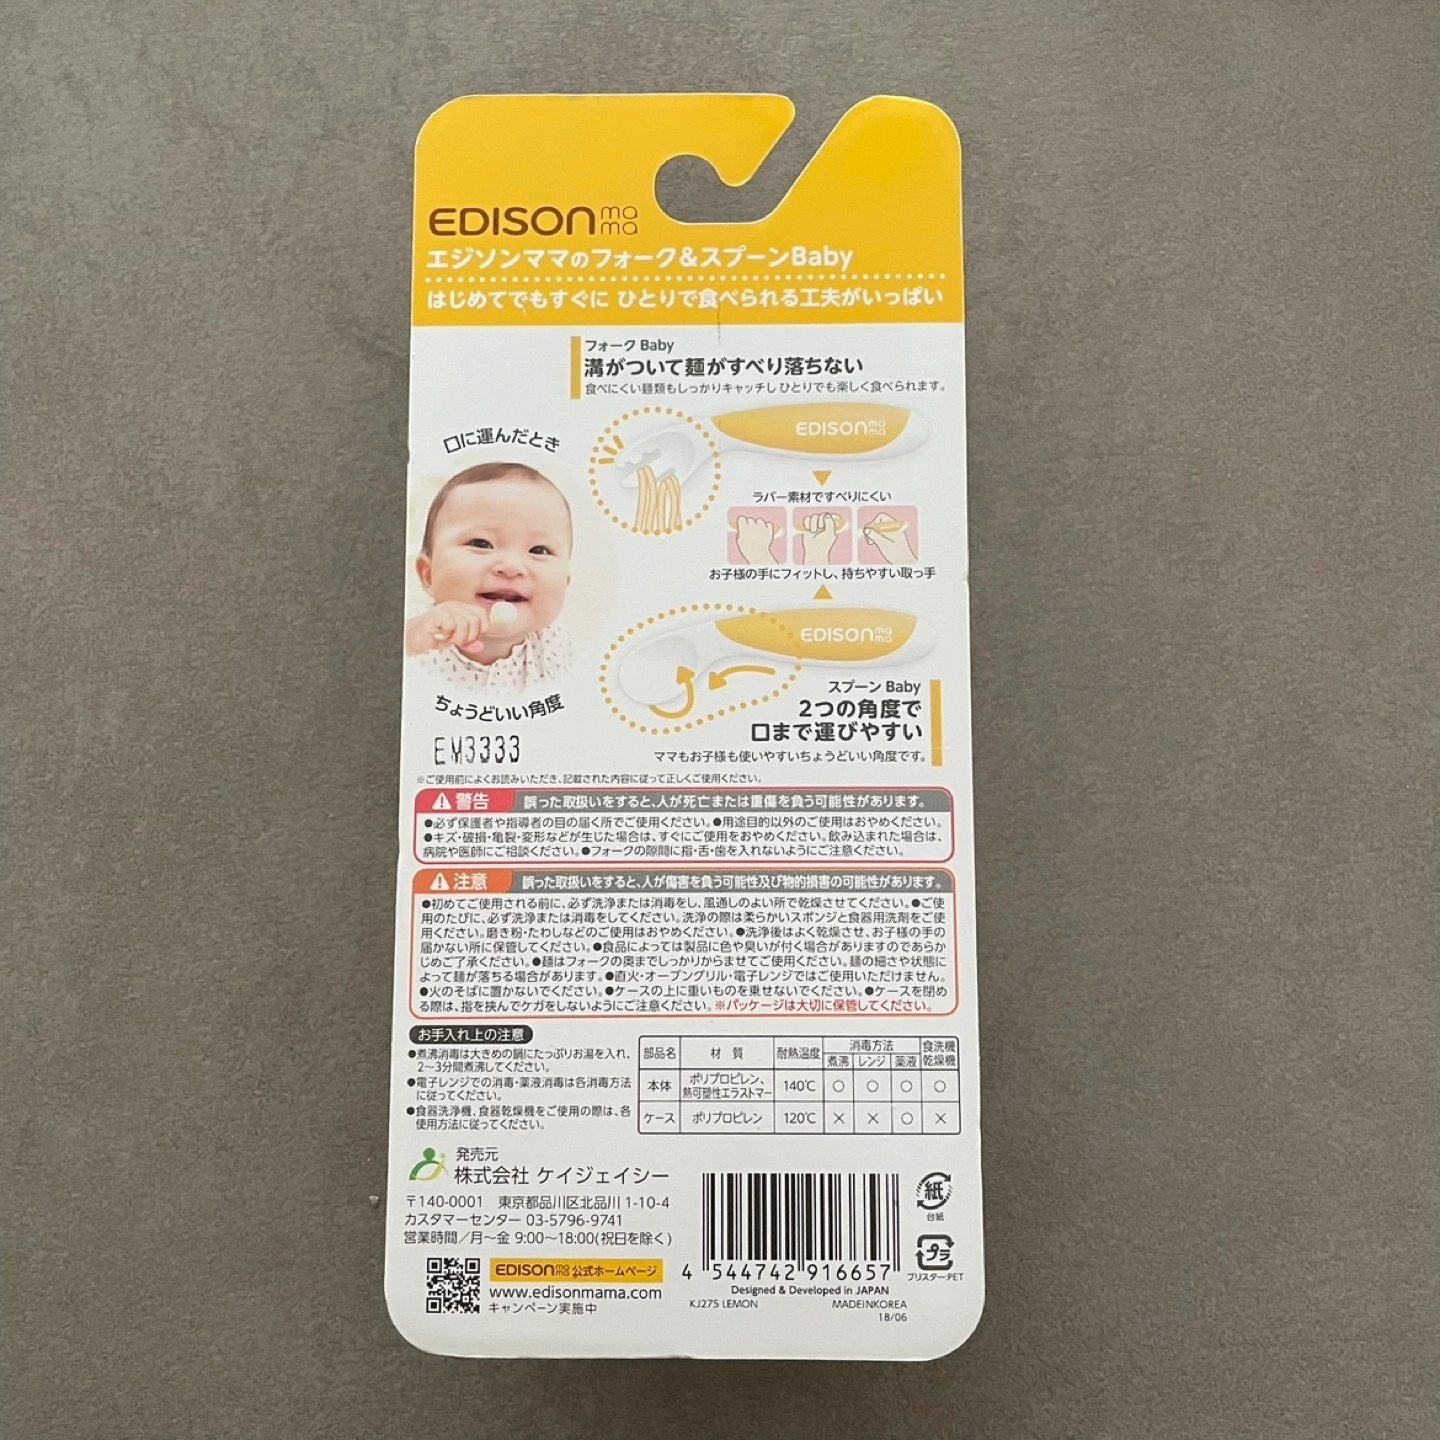 EDISONmama
エジソンママのフォーク&スプーンBaby
はじめてでもすぐに ひとりで食べられる工夫がいっぱい
フォーク Baby
溝がついて麺がすべり落ちない
食べにくい麺類もしっかりキャッチしひとりでも楽しく食べられます。
口に運んだとき
EDISONmama
ラバー素材ですべりにくい
お子様の手にフィットし、持ちやすい取っ手
EDISONmama
ちょうどいい角度
スプーン Baby
2つの角度で
口まで運びやすい
ママもお子様も使いやすいちょうどいい角度です。
EM3333
※ご使用前によくお読みいただき、記載された内容に従って正しくご使用ください。
警告 誤った取扱いをすると、人が死亡または重傷を負う可能性があります。
●必ず保護者や指導者の目の届く所でご使用ください。●用途目的以外のご使用はおやめください。
●キズ・破損・亀裂・変形などが生じた場合は、すぐにご使用をおやめください。飲み込まれた場合は、
病院や医師にご相談ください。●フォークの隙間に指・舌・歯を入れないようにご注意ください。
注意 誤った取扱いをすると、人が傷害を負う可能性及び物的損害の可能性があります。
●初めてご使用される前に、必ず洗浄または消毒をし、風通しのよい所で乾燥させてください。●ご使
用のたびに、必ず洗浄または消毒をしてください。洗浄の際は柔らかいスポンジと食器用洗剤をご使
用ください。磨き粉・たわしなどのご使用はおやめください。●洗浄後はよく乾燥させ、お子様の手の
届かない所に保管してください。●食品によっては製品に色や臭いが付く場合がありますのであらか
じめご了承ください。●麺はフォークの奥までしっかりからませてご使用ください。麺の細さや状態に
よって麺が落ちる場合があります。●直火・オーブングリル・電子レンジではご使用いただけません。
●火のそばに置かないでください。●ケースの上に重いものを乗せないでください。●ケースを閉め
る際は、指を挟んでケガをしないようにご注意ください。※パッケージは大切に保管してください。
お手入れ上の注意
●煮沸消毒は大きめの鍋にたっぷりお湯を入れ、
2〜3分間煮沸してください。
●電子レンジでの消毒・薬液消毒は各消毒方法
に従ってください。
●食器洗浄機、食器乾燥機をご使用の際は、各
使用方法に従ってください。
部品名 材質 耐熱温度 消毒方法 食洗機
煮沸 レンジ 薬液 乾燥機
本体 ポリプロピレン、熱可塑性エラストマー 140℃ ○ ○ ○ ○
ケース ポリプロピレン 120℃ × × ○ ×
発売元
株式会社 ケイジェイシー
〒140-0001 東京都品川区北品川 1-10-4
カスタマーセンター 03-5796-9741
営業時間/月〜金 9:00〜18:00(祝日を除く)
EDISONmama 公式ホームページ
www.edisonmama.com
キャンペーン実施中
4 544742 916657
Designed & Developed in JAPAN
KJ275 LEMON MADEINKOREA
18/06
紙
台紙
プラ
ブリスター:PET